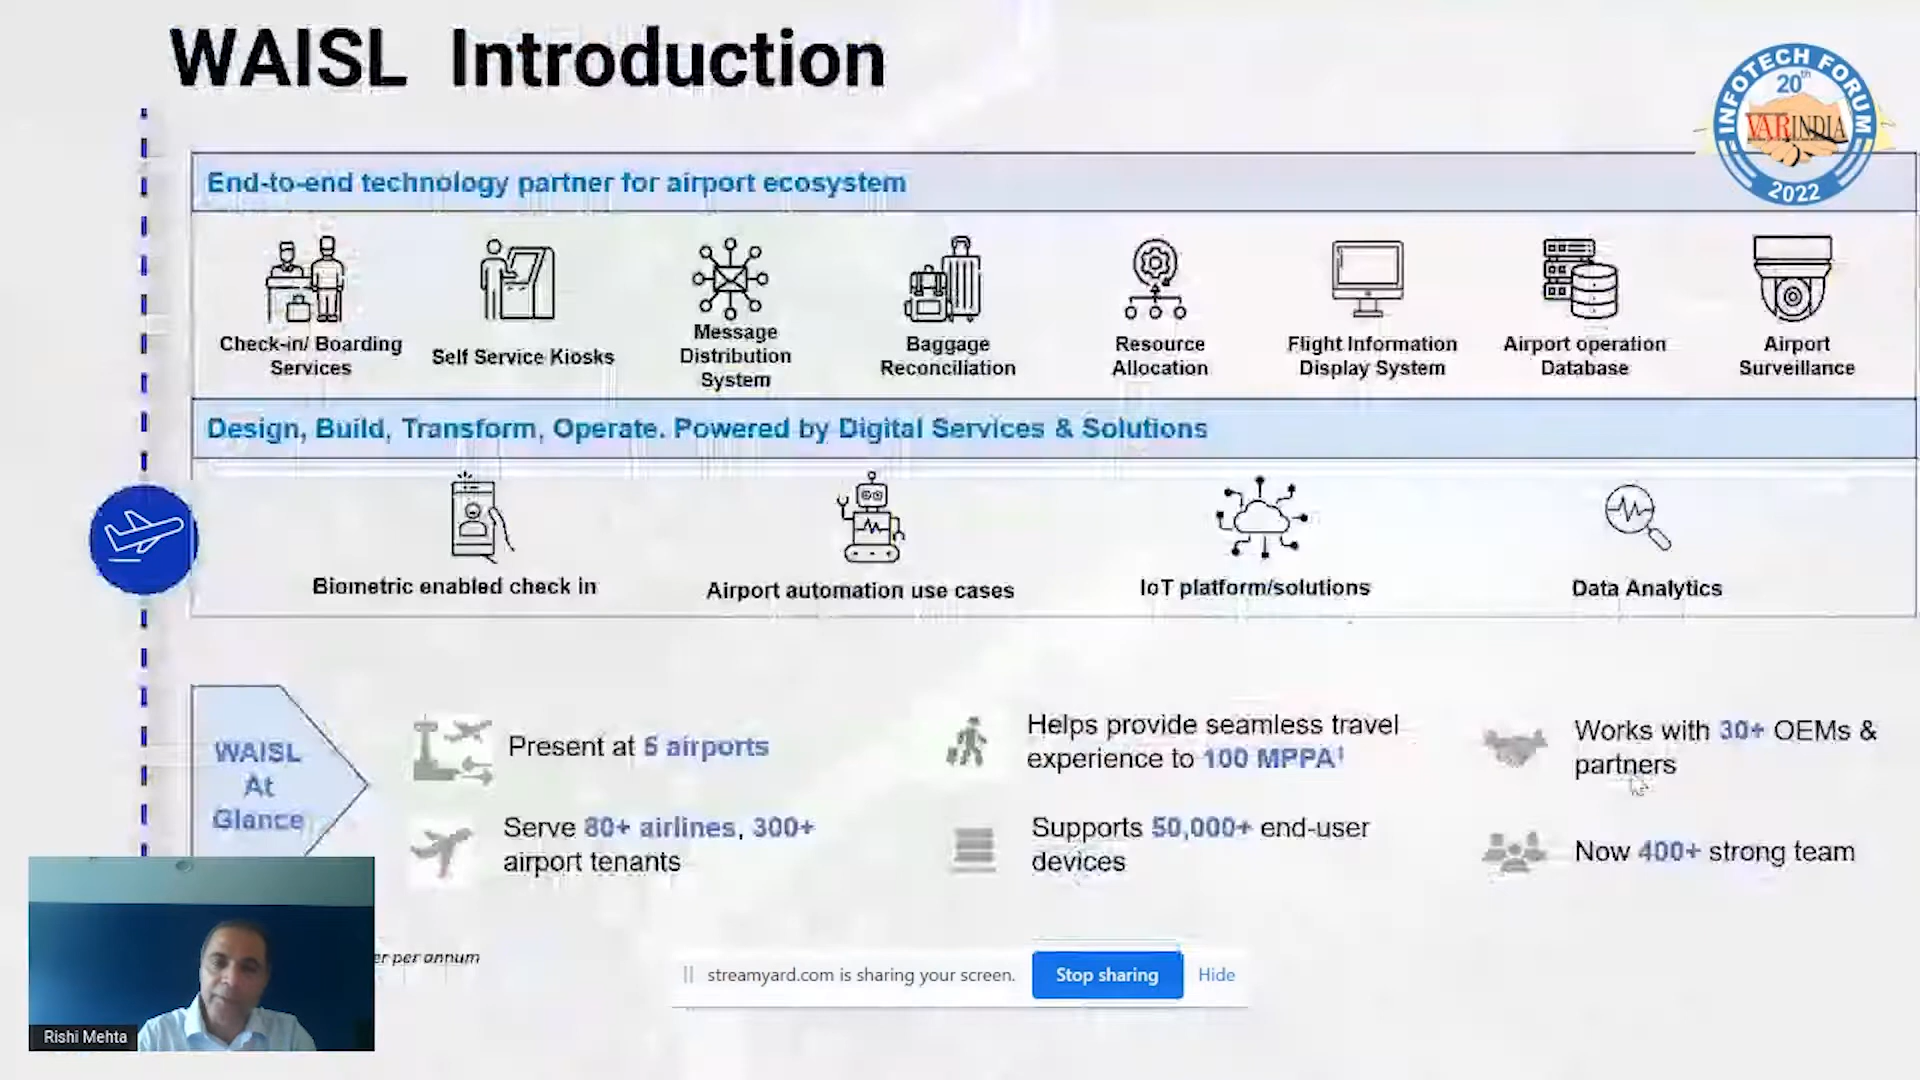 WAISL Introduction
INFOTECH FORUM
20th
VARINDIA
2022
End-to-end technology partner for airport ecosystem
Check-in/ Boarding
Services
Self Service Kiosks
Message
Distribution
System
Baggage
Reconciliation
Resource
Allocation
Flight Information
Display System
Airport operation
Database
Airport
Surveillance
Design, Build, Transform, Operate. Powered by Digital Services & Solutions
Biometric enabled check in
Airport automation use cases
IoT platform/solutions
Data Analytics
WAISL
At
Glance
Present at 6 airports
Serve 80+ airlines, 300+
airport tenants
Helps provide seamless travel
experience to 100 MPPA
Supports 50,000+ end-user
devices
Works with 30+ OEMs &
partners
Now 400+ strong team
per annum
streamyard.com is sharing your screen.
Stop sharing
Hide
Rishi Mehta